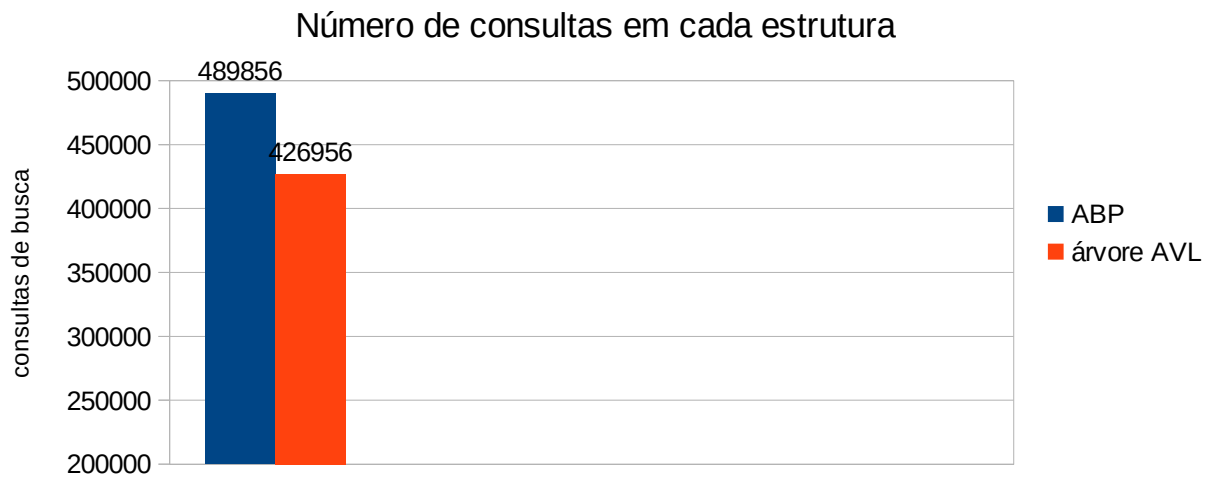 Número de consultas em cada estrutura
489856
500000
450000
426956
400000
350000
300000
250000
200000
consultas de busca
ABP
árvore AVL